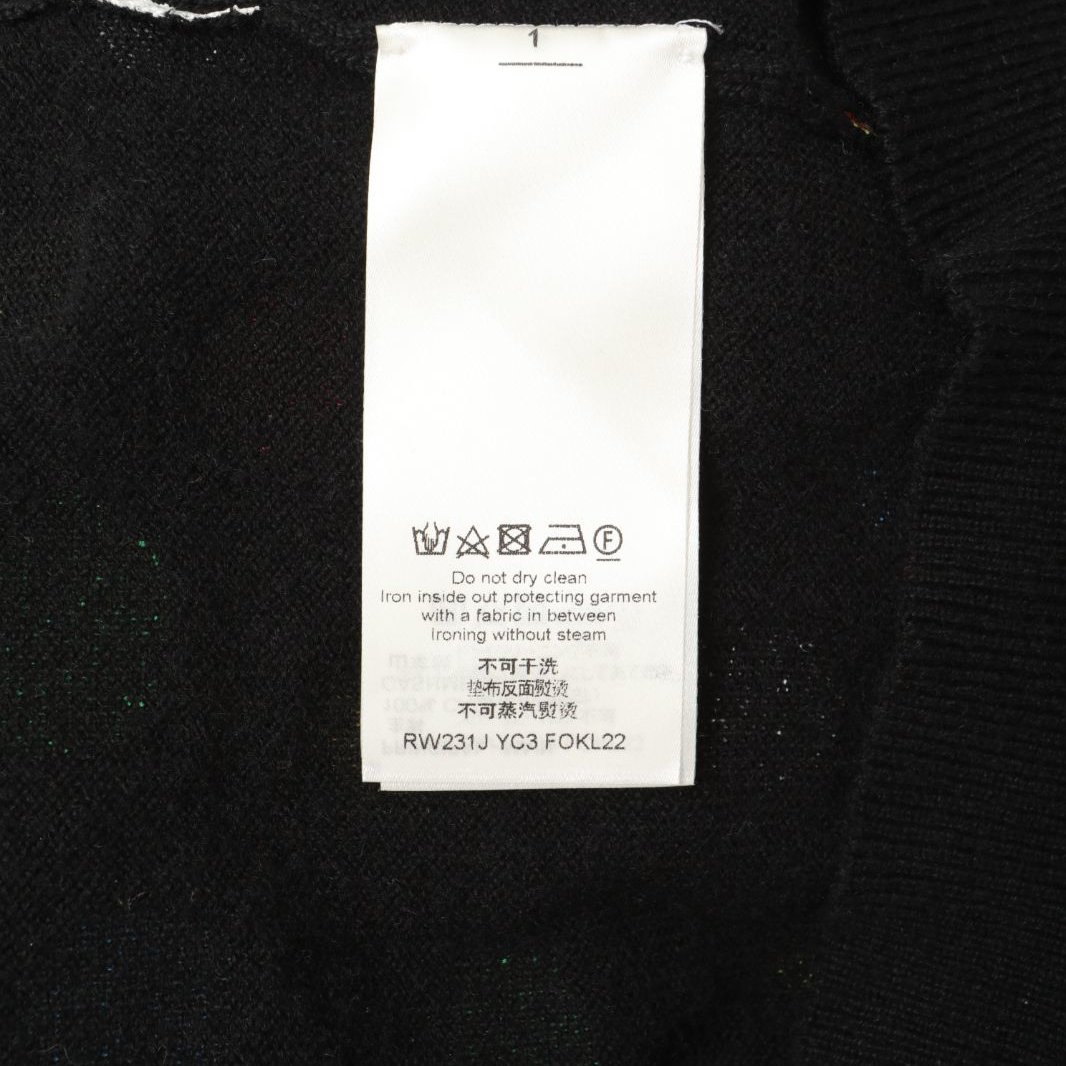 1
F
Do not dry clean
Iron inside out protecting garment
with a fabric in between
Ironing without steam
不可干洗
垫布反面熨烫
不可蒸汽熨烫
RW231J YC3 FOKL22